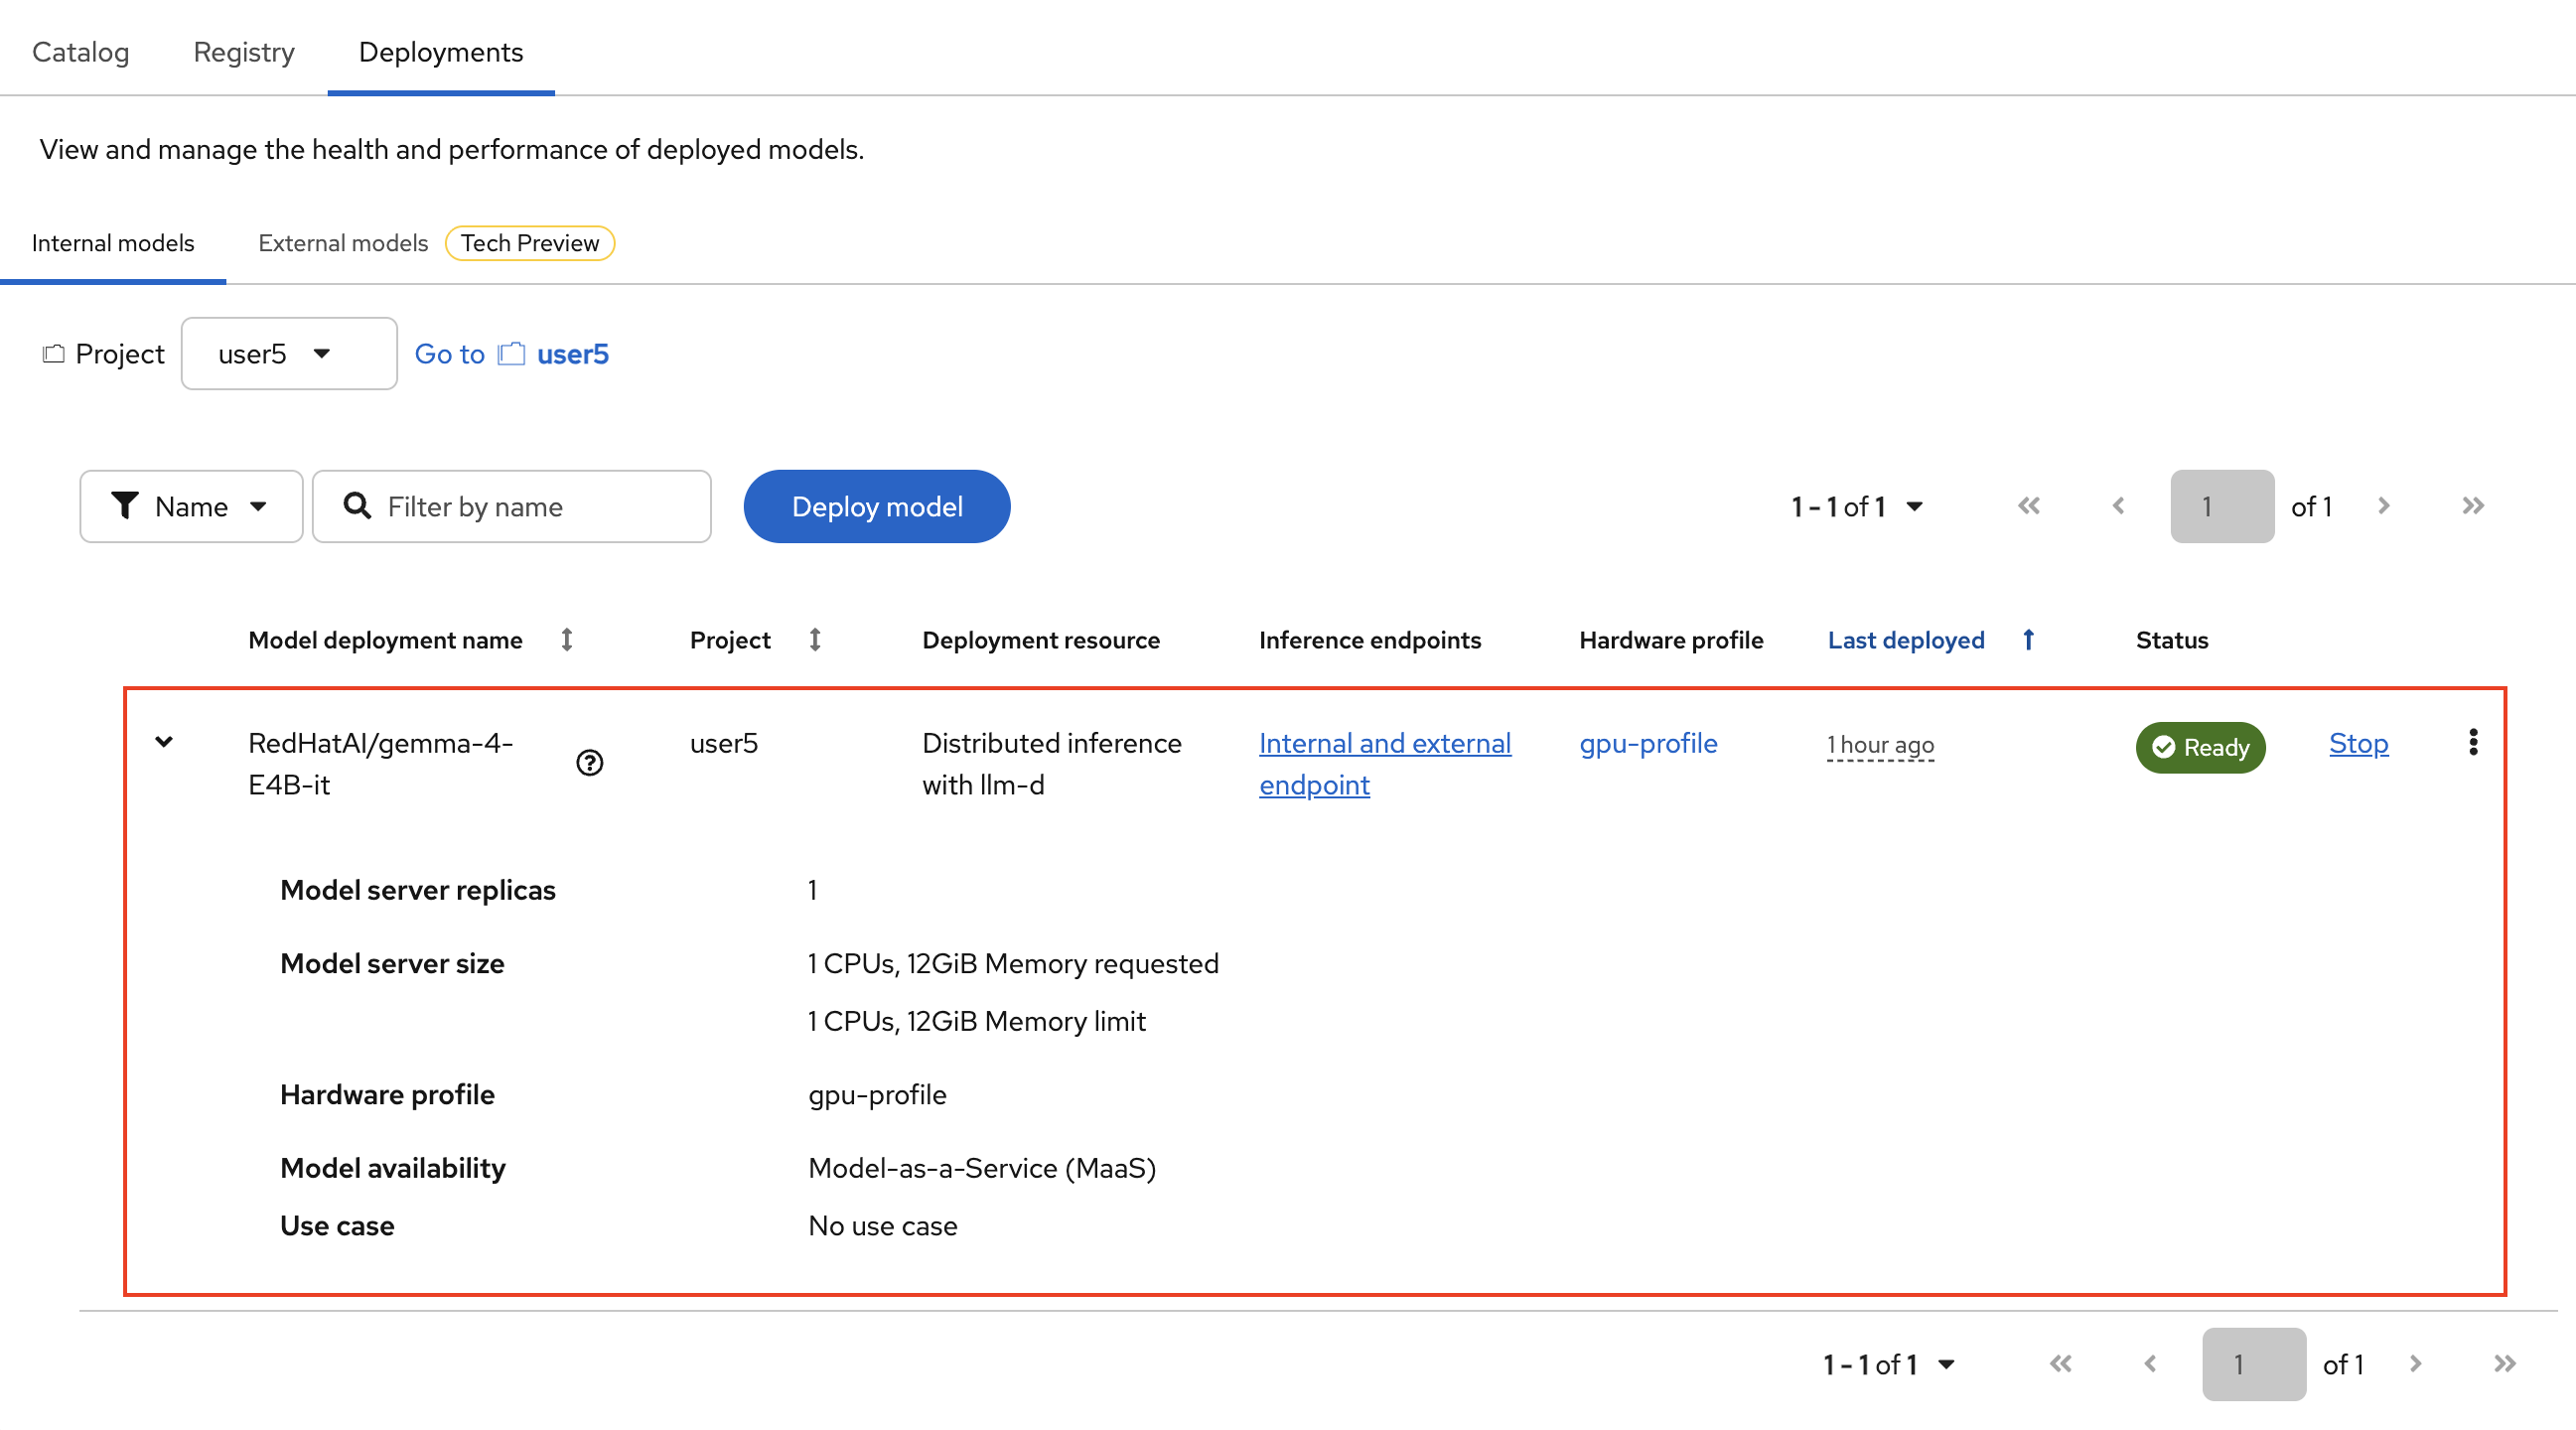 Catalog Registry Deployments
View and manage the health and performance of deployed models.
Internal models External models Tech Preview
Project user5 Go to user5
Name Filter by name Deploy model 1 - 1 of 1 1 of 1
Model deployment name Project Deployment resource Inference endpoints Hardware profile Last deployed Status
RedHatAI/gemma-4- user5 Distributed inference Internal and external gpu-profile 1 hour ago Ready Stop
E4B-it with llm-d endpoint
Model server replicas 1
Model server size 1 CPUs, 12GiB Memory requested
1 CPUs, 12GiB Memory limit
Hardware profile gpu-profile
Model availability Model-as-a-Service (MaaS)
Use case No use case
1 - 1 of 1 1 of 1